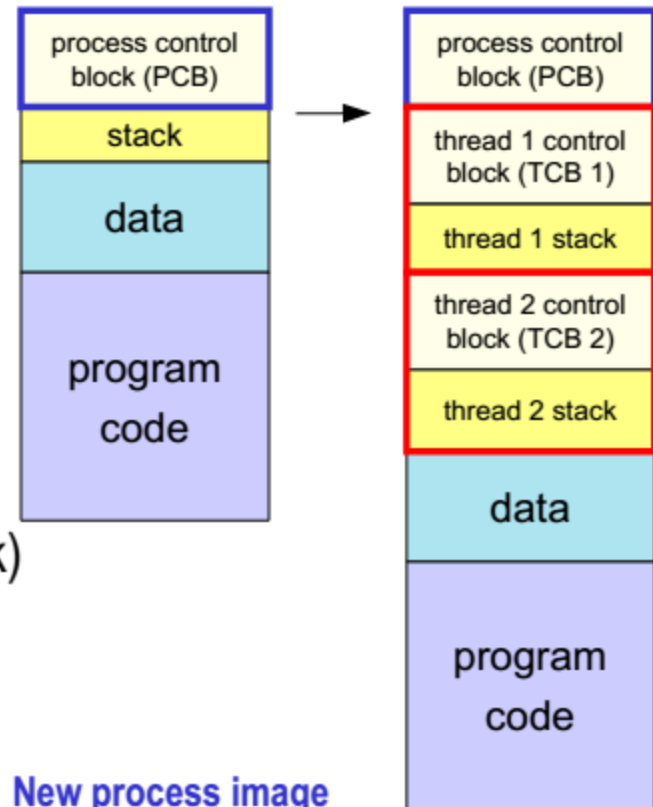 process control
block (PCB)
stack
data
program
code
k)
process control
block (PCB)
thread 1 control
block (TCB 1)
thread 1 stack
thread 2 control
block (TCB 2)
thread 2 stack
data
program
code
New process image